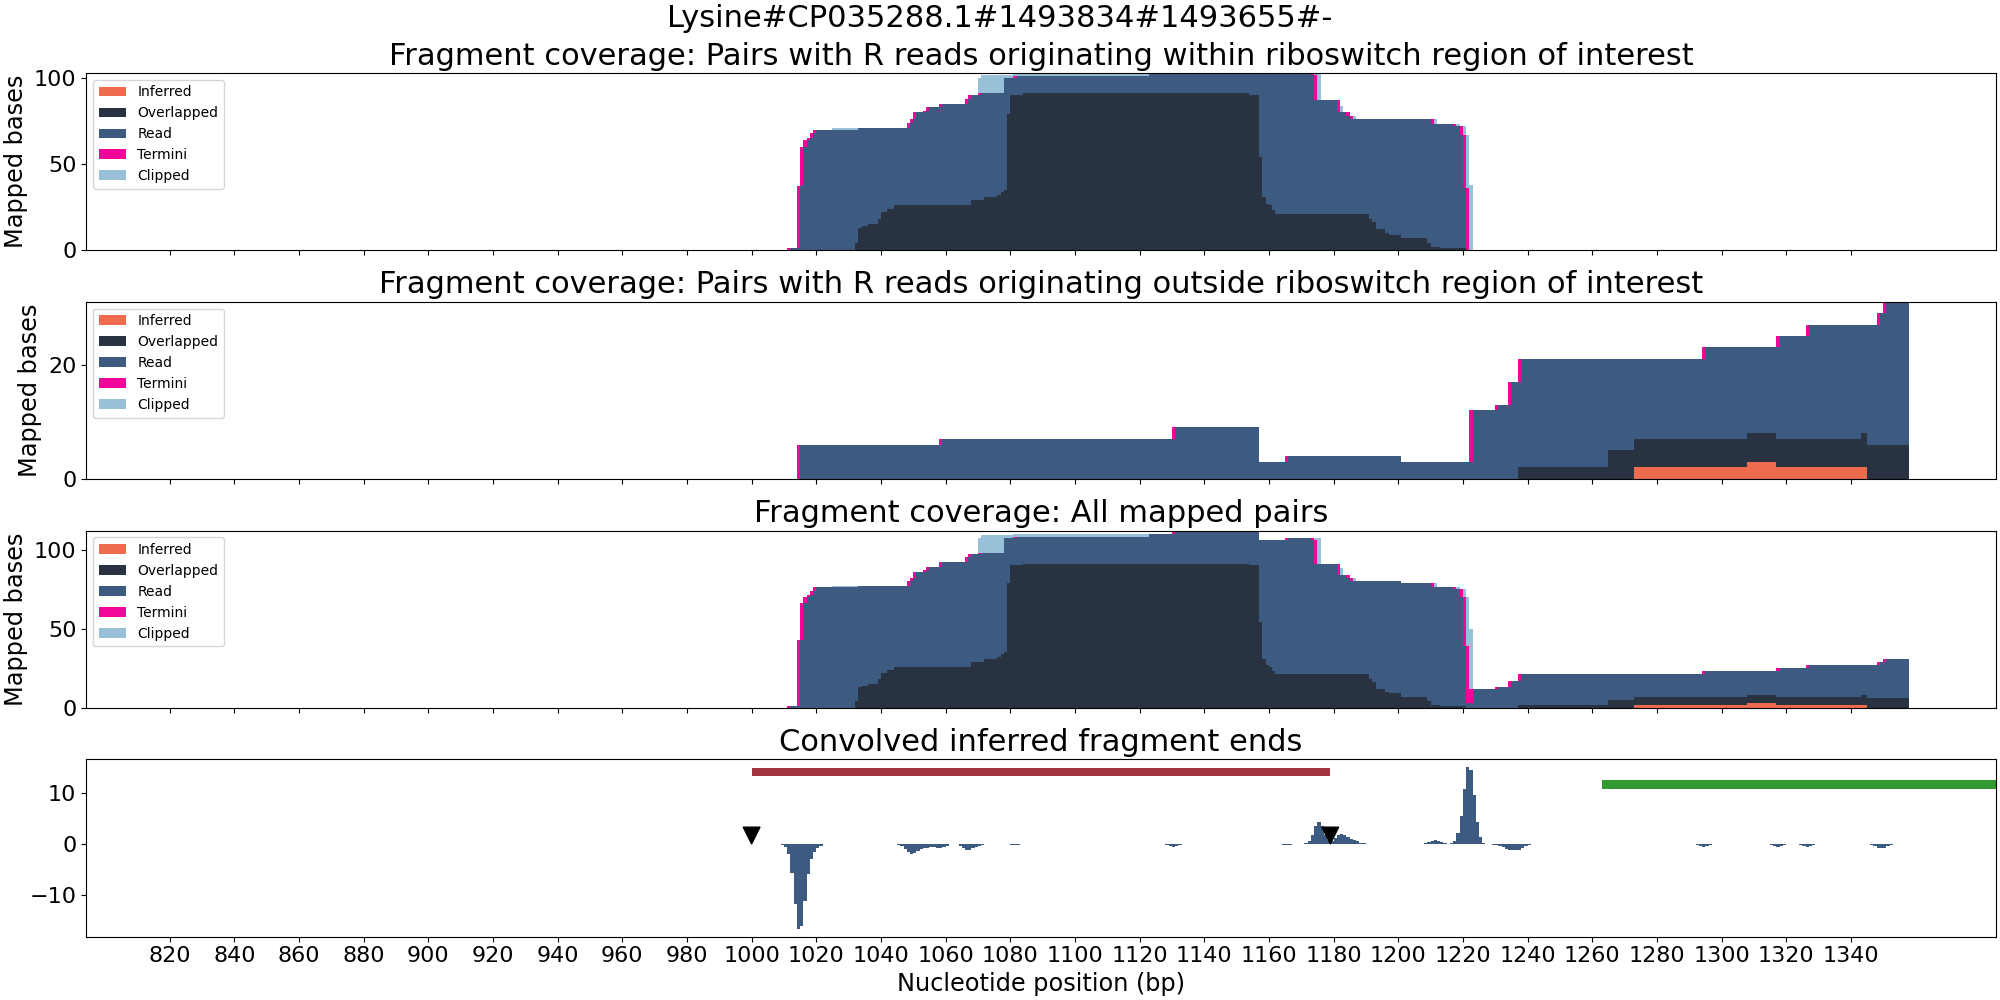 Lysine#CP035288.1#1493834#1493655#-
Fragment coverage: Pairs with R reads originating within riboswitch region of interest
Mapped bases
100
50
0
Inferred
Overlapped
Read
Termini
Clipped
Fragment coverage: Pairs with R reads originating outside riboswitch region of interest
Mapped bases
20
0
Inferred
Overlapped
Read
Termini
Clipped
Fragment coverage: All mapped pairs
Mapped bases
100
50
0
Inferred
Overlapped
Read
Termini
Clipped
Convolved inferred fragment ends
10
0
−10
820 840 860 880 900 920 940 960 980 1000 1020 1040 1060 1080 1100 1120 1140 1160 1180 1200 1220 1240 1260 1280 1300 1320 1340
Nucleotide position (bp)